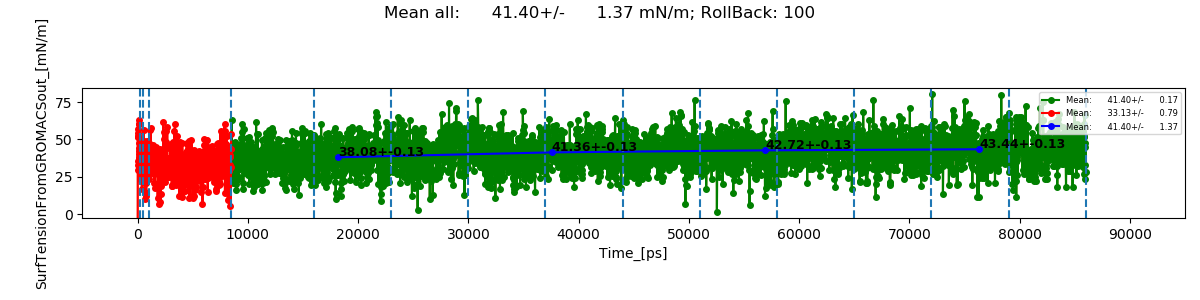 Mean all: 41.40+/- 1.37 mN/m; RollBack: 100
SurfTensionFromGROMACSout_[mN/m]
75
50
25
0
38.08+-0.13
41.36+-0.13
42.72+-0.13
43.44+-0.13
Mean: 41.40+/- 0.17
Mean: 33.13+/- 0.79
Mean: 41.40+/- 1.37
0 10000 20000 30000 40000 50000 60000 70000 80000 90000
Time_[ps]